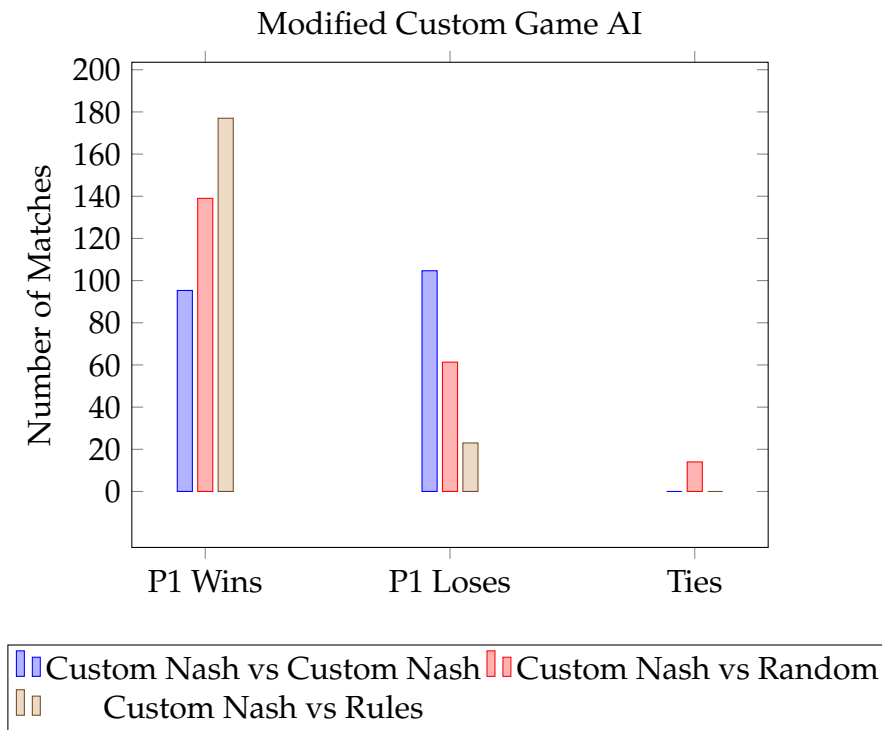 Modified Custom Game AI
200
180
160
140
120
100
80
60
40
20
0
Number of Matches
P1 Wins P1 Loses Ties
Custom Nash vs Custom Nash Custom Nash vs Random
Custom Nash vs Rules